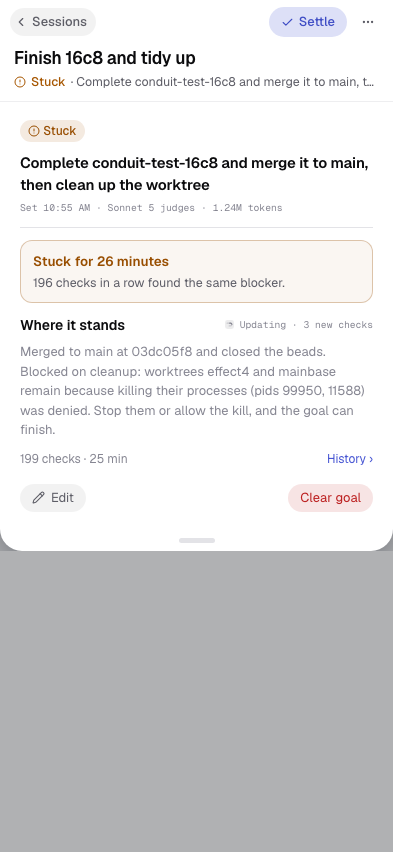 Sessions
Settle
Finish 16c8 and tidy up
Stuck · Complete conduit-test-16c8 and merge it to main, t...
Stuck
Complete conduit-test-16c8 and merge it to main,
then clean up the worktree
Set 10:55 AM · Sonnet 5 judges · 1.24M tokens
Stuck for 26 minutes
196 checks in a row found the same blocker.
Where it stands
Updating · 3 new checks
Merged to main at 03dc05f8 and closed the beads.
Blocked on cleanup: worktrees effect4 and mainbase
remain because killing their processes (pids 99950, 11588)
was denied. Stop them or allow the kill, and the goal can
finish.
199 checks · 25 min
History ›
Edit
Clear goal